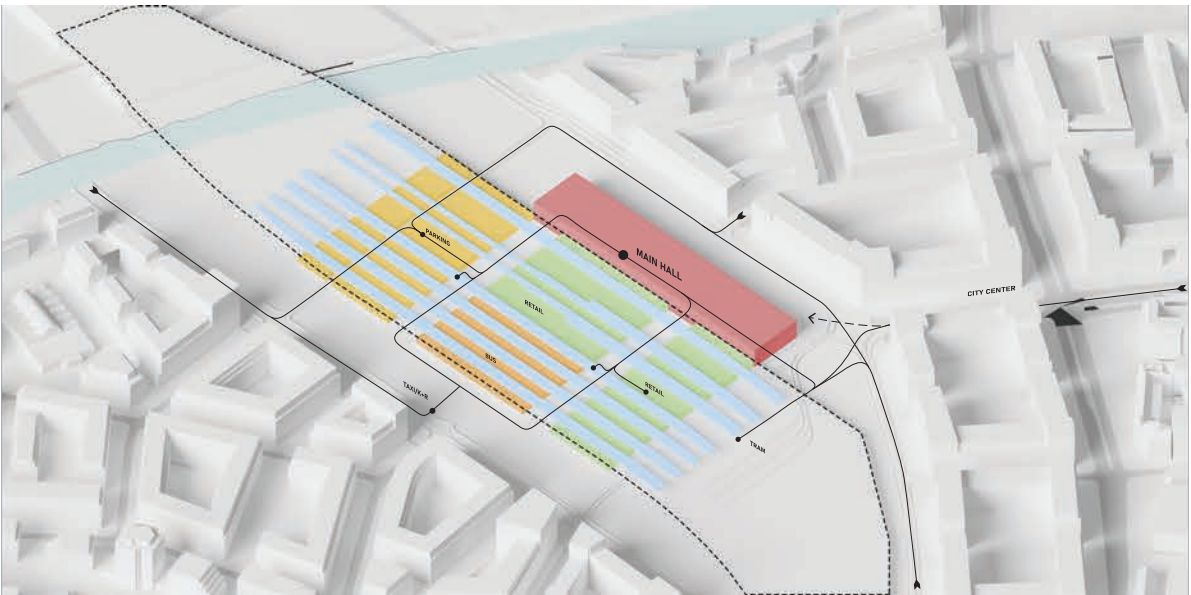 PARKING
MAIN HALL
CITY CENTER
RETAIL
BUS
TAXI/K+R
RETAIL
TRAM